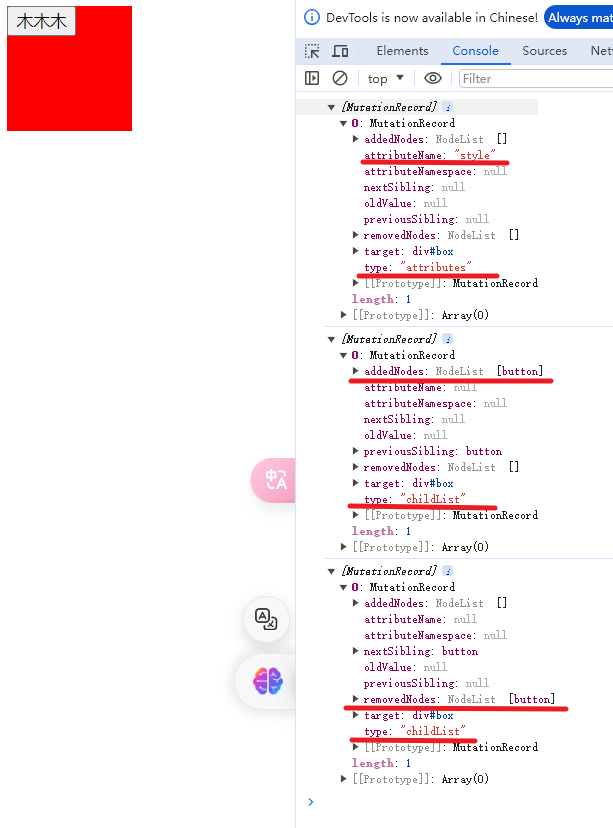 木木木
DevTools is now available in Chinese!
Always mat
Elements
Console
Sources
Net
top
Filter
[MutationRecord] i
0: MutationRecord
addedNodes: NodeList []
attributeName: "style"
attributeNamespace: null
nextSibling: null
oldValue: null
previousSibling: null
removedNodes: NodeList []
target: div#box
type: "attributes"
[[Prototype]]: MutationRecord
length: 1
[[Prototype]]: Array(0)
[MutationRecord] i
0: MutationRecord
addedNodes: NodeList [button]
attributeName: null
attributeNamespace: null
nextSibling: null
oldValue: null
previousSibling: button
removedNodes: NodeList []
target: div#box
type: "childList"
[[Prototype]]: MutationRecord
length: 1
[[Prototype]]: Array(0)
[MutationRecord] i
0: MutationRecord
addedNodes: NodeList []
attributeName: null
attributeNamespace: null
nextSibling: button
oldValue: null
previousSibling: null
removedNodes: NodeList [button]
target: div#box
type: "childList"
[[Prototype]]: MutationRecord
length: 1
[[Prototype]]: Array(0)